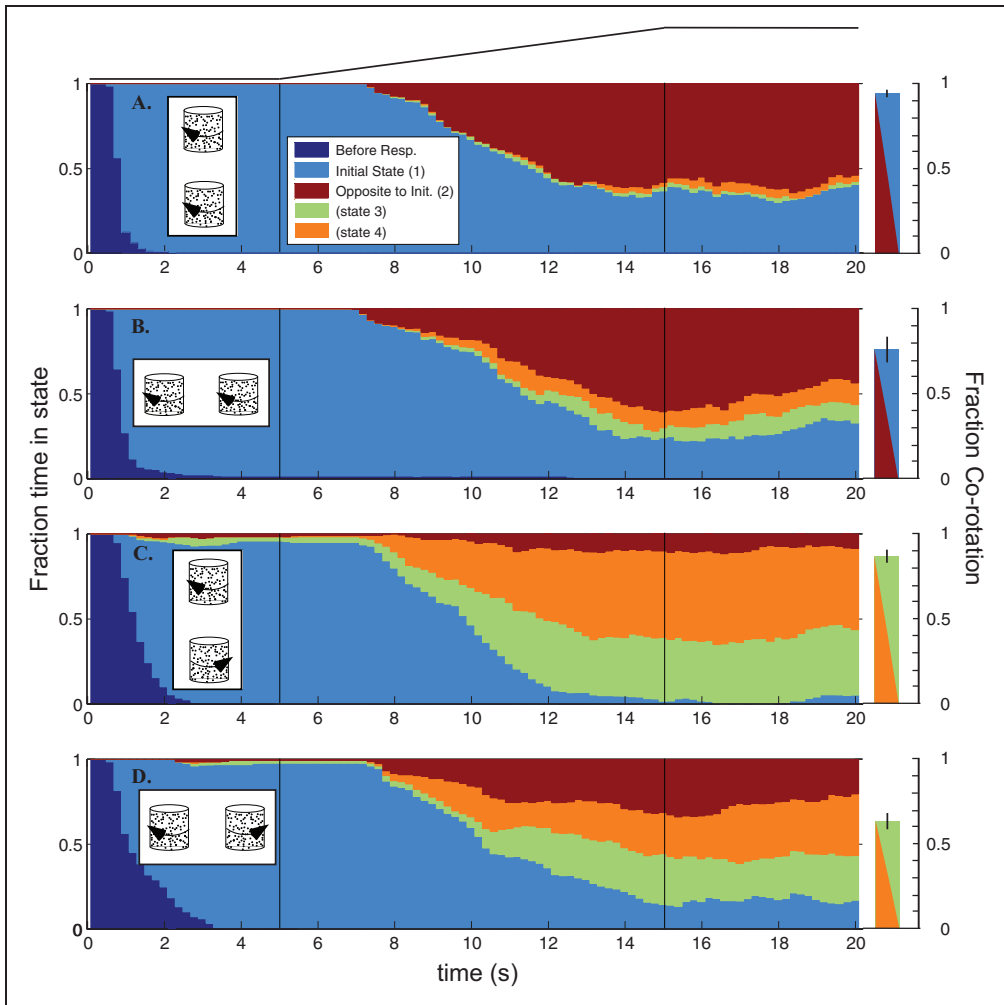 1
A.
0.5
0
0 2 4 6 8 10 12 14 16 18 20
Before Resp.
Initial State (1)
Opposite to Init. (2)
(state 3)
(state 4)
1
0.5
0
1
B.
0.5
0
0 2 4 6 8 10 12 14 16 18 20
1
0.5
0
1
C.
0.5
0
0 2 4 6 8 10 12 14 16 18 20
1
0.5
0
1
D.
0.5
0
0 2 4 6 8 10 12 14 16 18 20
1
0.5
0
Fraction time in state
Fraction Co-rotation
time (s)